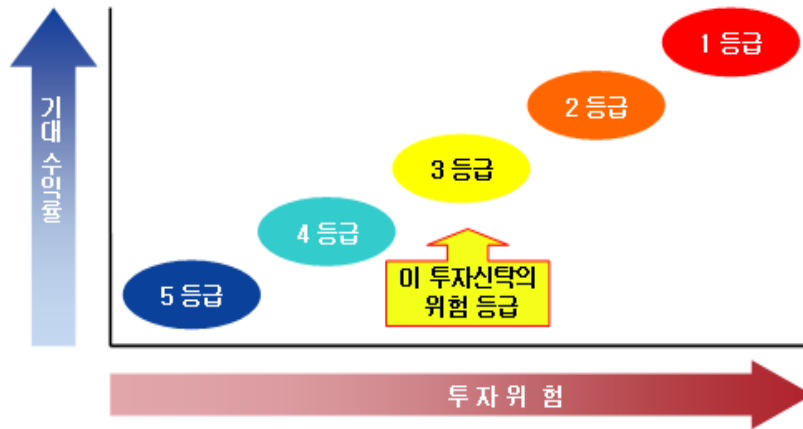 1 등급
2 등급
3 등급
4 등급
5 등급
이 투자신탁의
위험 등급
기대 수익률
투자위 험